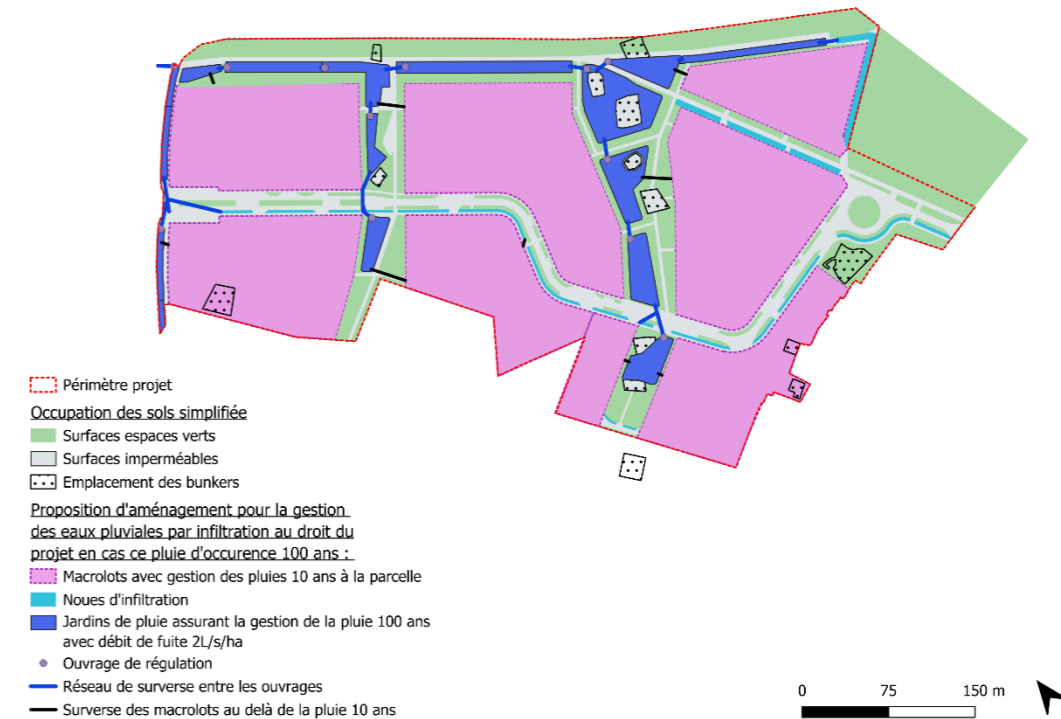 Périmètre projet
Occupation des sols simplifiée
Surfaces espaces verts
Surfaces imperméables
Emplacement des bunkers
Proposition d'aménagement pour la gestion
des eaux pluviales par infiltration au droit du
projet en cas ce pluie d'occurence 100 ans :
Macrolots avec gestion des pluies 10 ans à la parcelle
Noues d'infiltration
Jardins de pluie assurant la gestion de la pluie 100 ans
avec débit de fuite 2L/s/ha
Ouvrage de régulation
Réseau de surverse entre les ouvrages
Surverse des macrolots au delà de la pluie 10 ans
0 75 150 m